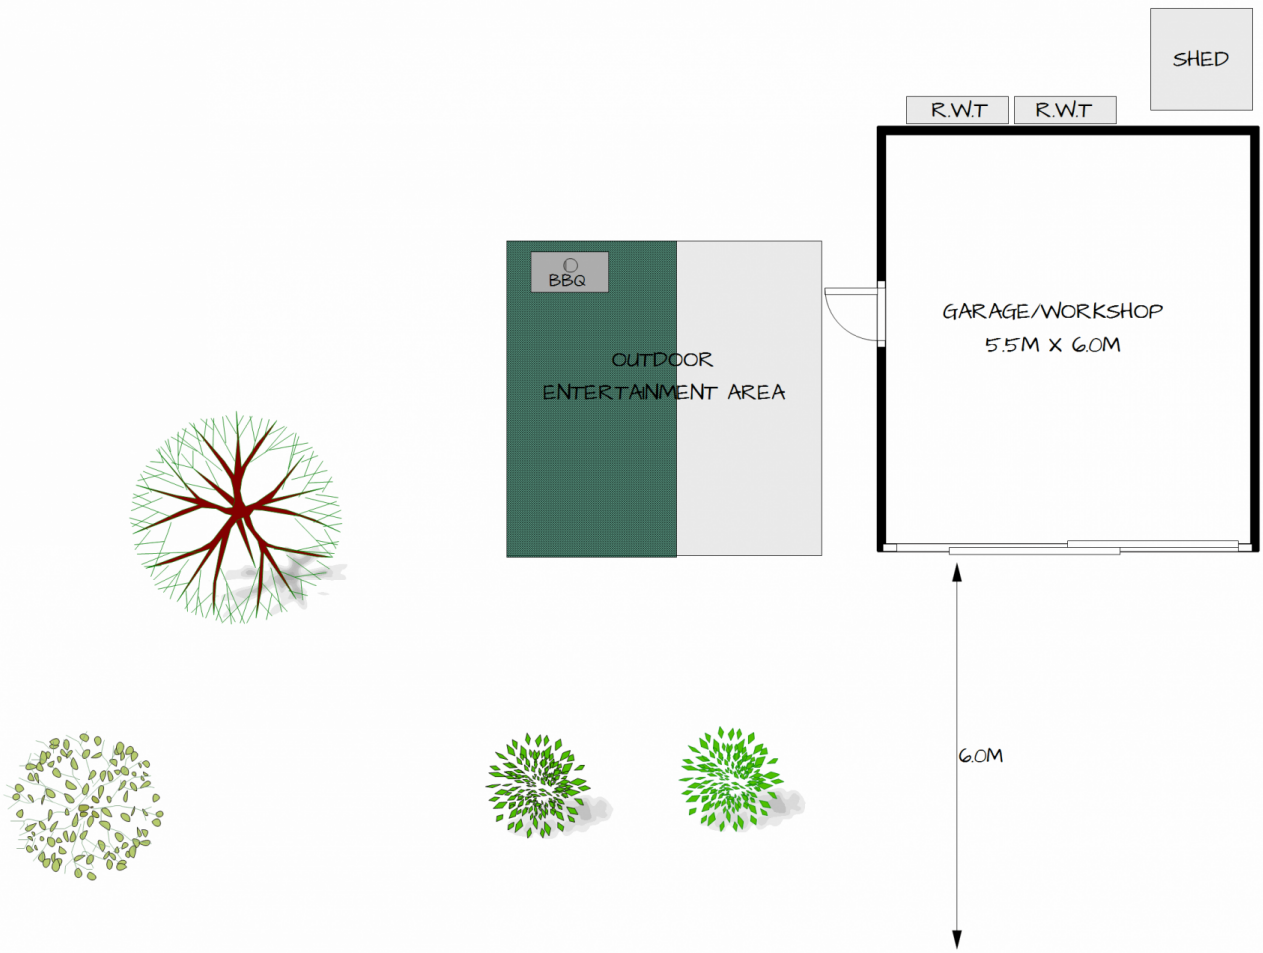 SHED
R.W.T
R.W.T
BBQ
GARAGE/WORKSHOP
5.5M X 6.0M
OUTDOOR
ENTERTAINMENT AREA
6.0M